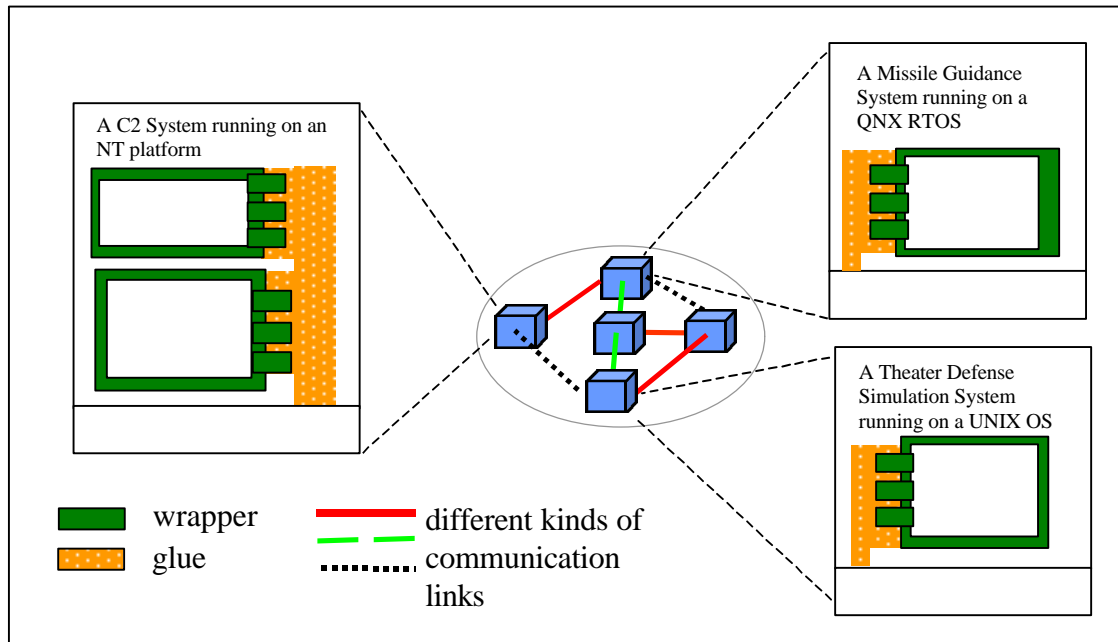 A C2 System running on an
NT platform
A Missile Guidance
System running on a
QNX RTOS
A Theater Defense
Simulation System
running on a UNIX OS
wrapper
glue
different kinds of
communication
links